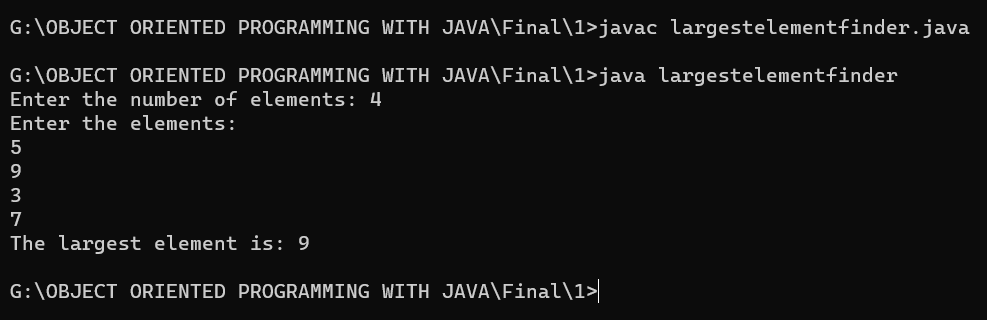 G:\OBJECT ORIENTED PROGRAMMING WITH JAVA\Final\1>javac largestelementfinder.java
G:\OBJECT ORIENTED PROGRAMMING WITH JAVA\Final\1>java largestelementfinder
Enter the number of elements: 4
Enter the elements:
5
9
3
7
The largest element is: 9
G:\OBJECT ORIENTED PROGRAMMING WITH JAVA\Final\1>